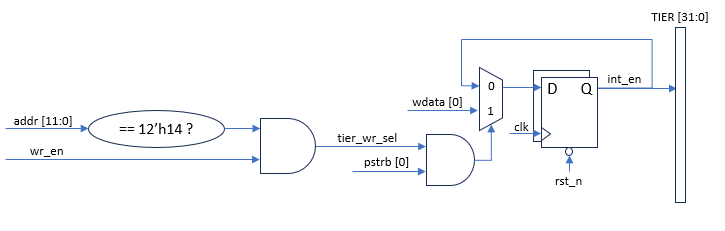 TIER [31:0]
int_en
0
D
Q
wdata [0]
1
addr [11:0]
== 12’h14 ?
clk
tier_wr_sel
wr_en
pstrb [0]
rst_n